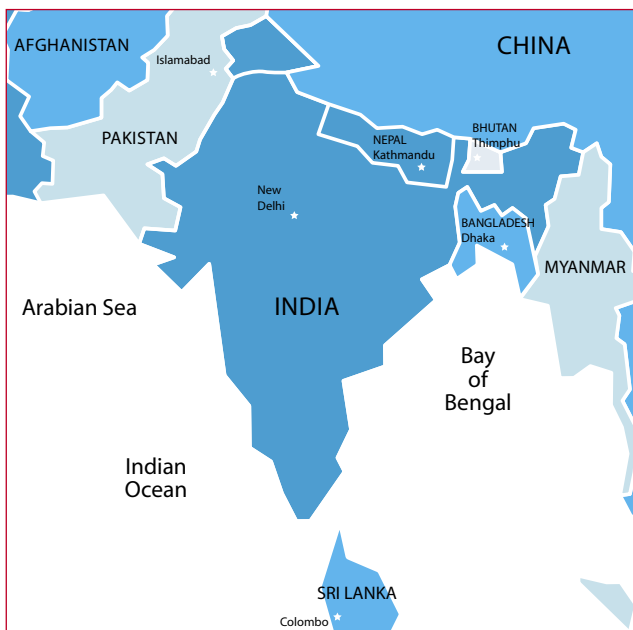 AFGHANISTAN
CHINA
Islamabad
PAKISTAN
NEPAL
Kathmandu
BHUTAN
Thimphu
New
Delhi
BANGLADESH
Dhaka
MYANMAR
Arabian Sea
INDIA
Bay
of
Bengal
Indian
Ocean
SRI LANKA
Colombo